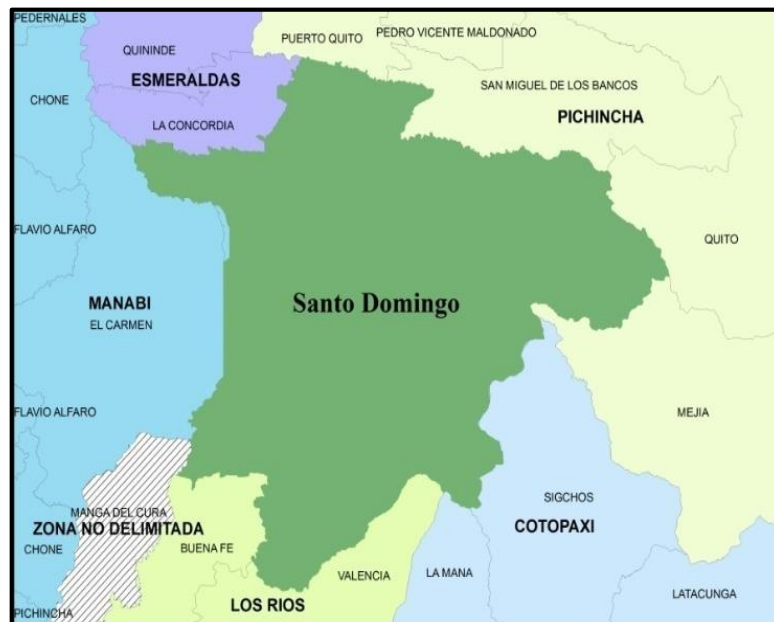 PEDERNALES
QUININDE
ESMERALDAS
PUERTO QUITO
PEDRO VICENTE MALDONADO
CHONE
SAN MIGUEL DE LOS BANCOS
PICHINCHA
LA CONCORDIA
FLAVIO ALFARO
QUITO
MANABI
EL CARMEN
Santo Domingo
FLAVIO ALFARO
MEJIA
MANGA DEL CURA
ZONA NO DELIMITADA
SIGCHOS
COTOPAXI
CHONE
BUENA FE
VALENCIA
LA MANA
LATACUNGA
LOS RIOS
PICHINCHA